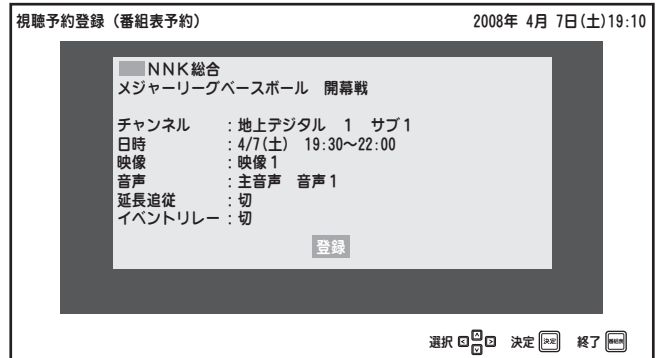 視聴予約登録（番組表予約） 2008年 4月 7日(土)19:10
NNK総合
メジャーリーグベースボール 開幕戦
チャンネル ：地上デジタル 1 サブ1
日時 ：4/7(土) 19:30～22:00
映像 ：映像1
音声 ：主音声 音声1
延長追従 ：切
イベントリレー：切
登録
選択 決定 決定 終了 番組表